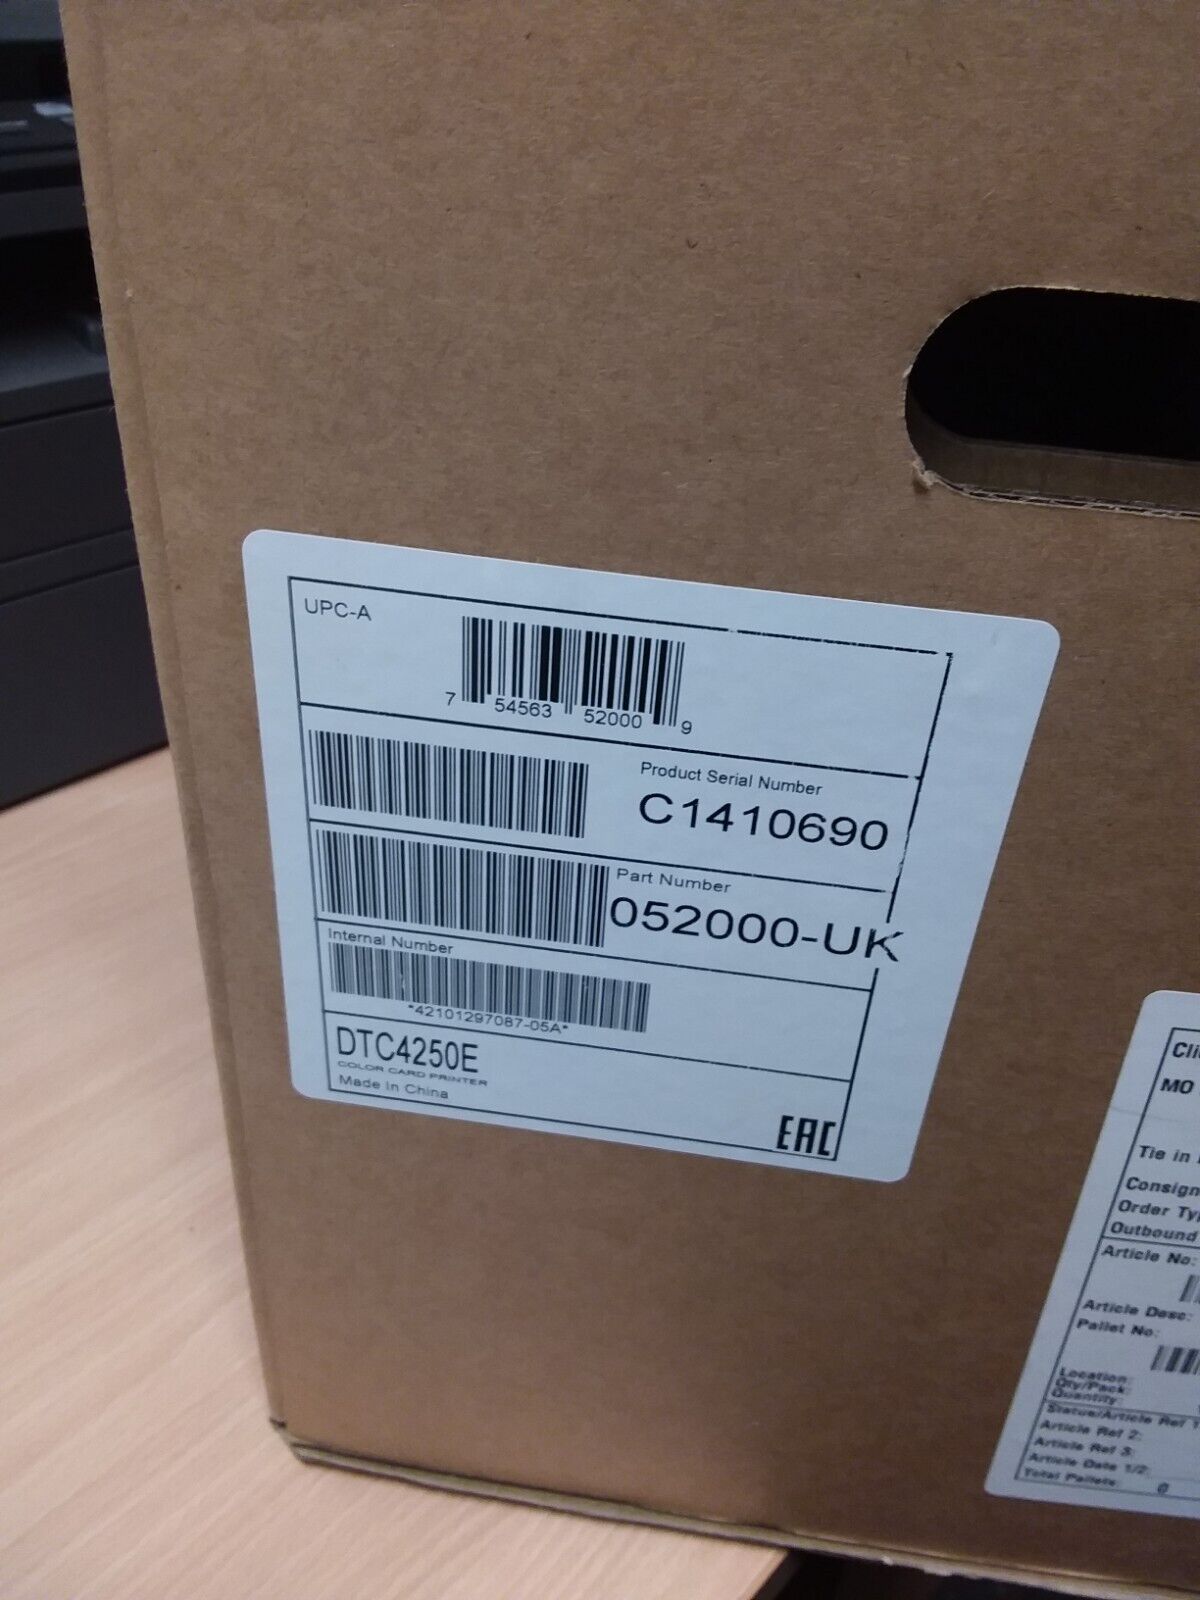 UPC-A
7 54563 52000 9
Product Serial Number
C1410690
Part Number
052000-UK
Internal Number
*42101297087-05A*
DTC4250E
COLOR CARD PRINTER
Made In China
EAC
MO
Tie in
Consign
Order Ty
Outbound
Article No:
Article Desc:
Pallet No:
Location:
Qty/Pack:
Quantity:
Status/Article Ref 1
Article Ref 2:
Article Ref 3:
Article Date 1/2:
Total Pallets: 0